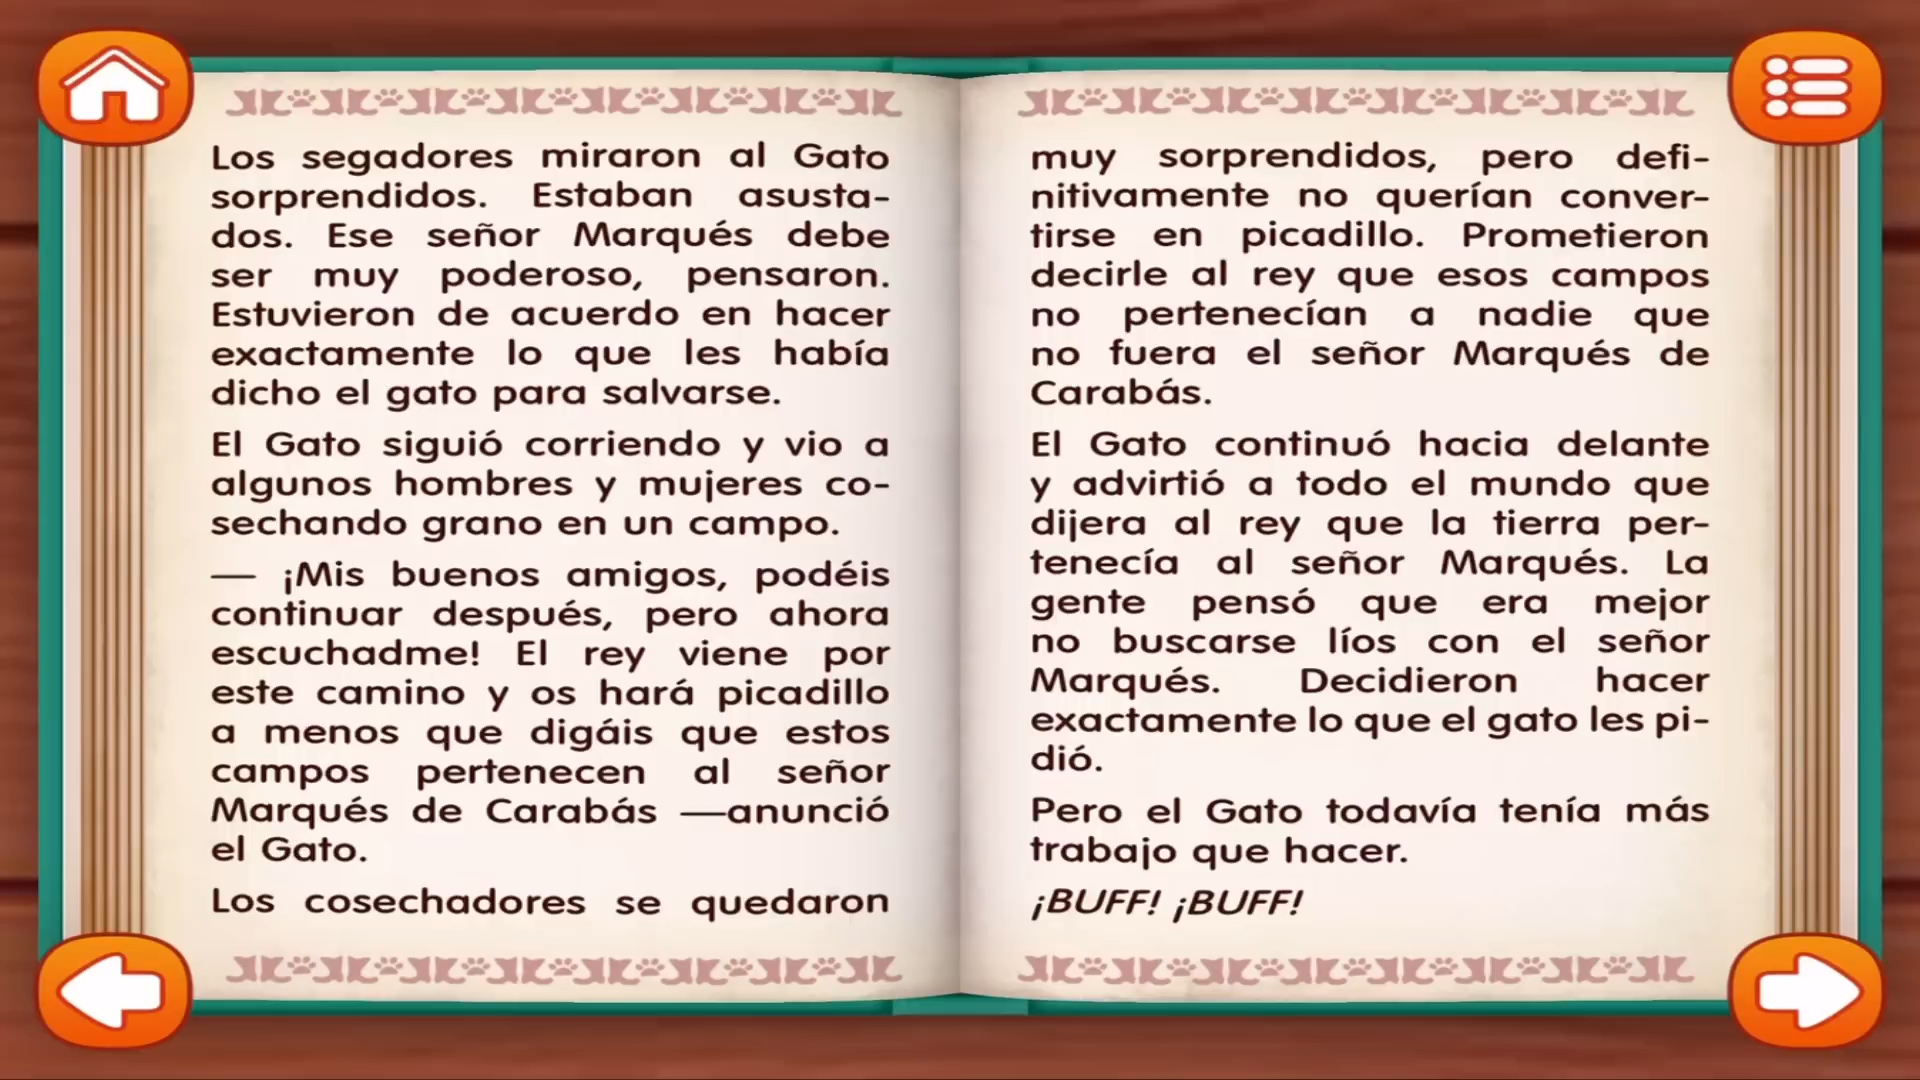 Los segadores miraron al Gato
sorprendidos. Estaban asusta-
dos. Ese señor Marqués debe
ser muy poderoso, pensaron.
Estuvieron de acuerdo en hacer
exactamente lo que les había
dicho el gato para salvarse.
El Gato siguió corriendo y vio a
algunos hombres y mujeres co-
sechando grano en un campo.
— ¡Mis buenos amigos, podéis
continuar después, pero ahora
escuchadme! El rey viene por
este camino y os hará picadillo
a menos que digáis que estos
campos pertenecen al señor
Marqués de Carabás —anunció
el Gato.
Los cosechadores se quedaron
muy sorprendidos, pero defi-
nitivamente no querían conver-
tirse en picadillo. Prometieron
decirle al rey que esos campos
no pertenecían a nadie que
no fuera el señor Marqués de
Carabás.
El Gato continuó hacia delante
y advirtió a todo el mundo que
dijera al rey que la tierra per-
tenecía al señor Marqués. La
gente pensó que era mejor
no buscarse líos con el señor
Marqués. Decidieron hacer
exactamente lo que el gato les pi-
dió.
Pero el Gato todavía tenía más
trabajo que hacer.
¡BUFF! ¡BUFF!